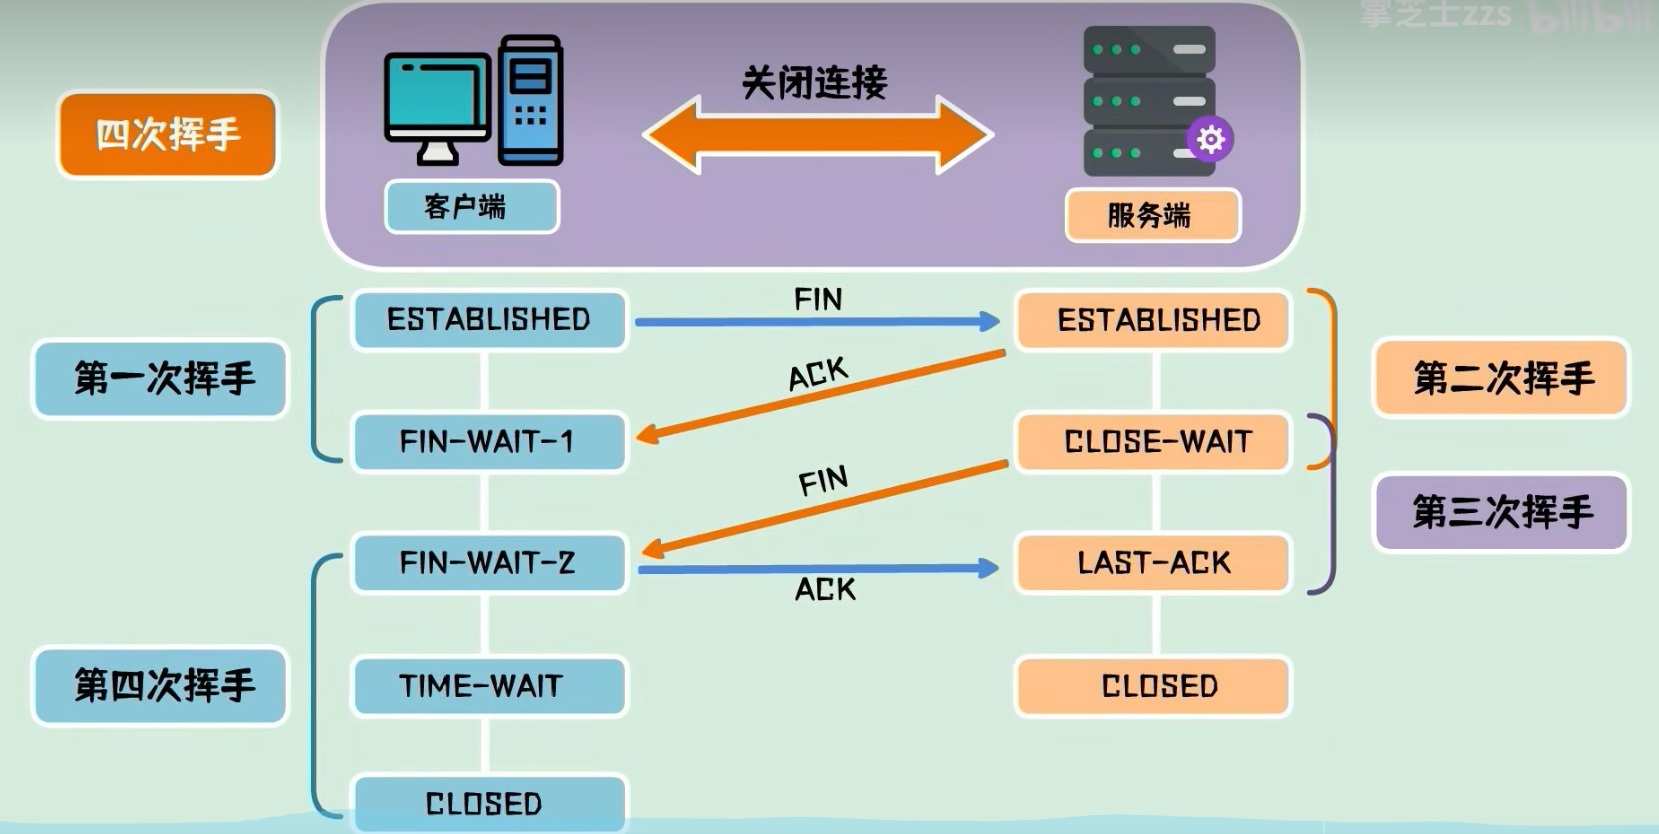 掌芝士zzs bilibili
关闭连接
四次挥手
客户端
服务端
ESTABLISHED
FIN
ESTABLISHED
第一次挥手
ACK
第二次挥手
FIN-WAIT-1
CLOSE-WAIT
FIN
第三次挥手
FIN-WAIT-2
LAST-ACK
ACK
第四次挥手
TIME-WAIT
CLOSED
CLOSED